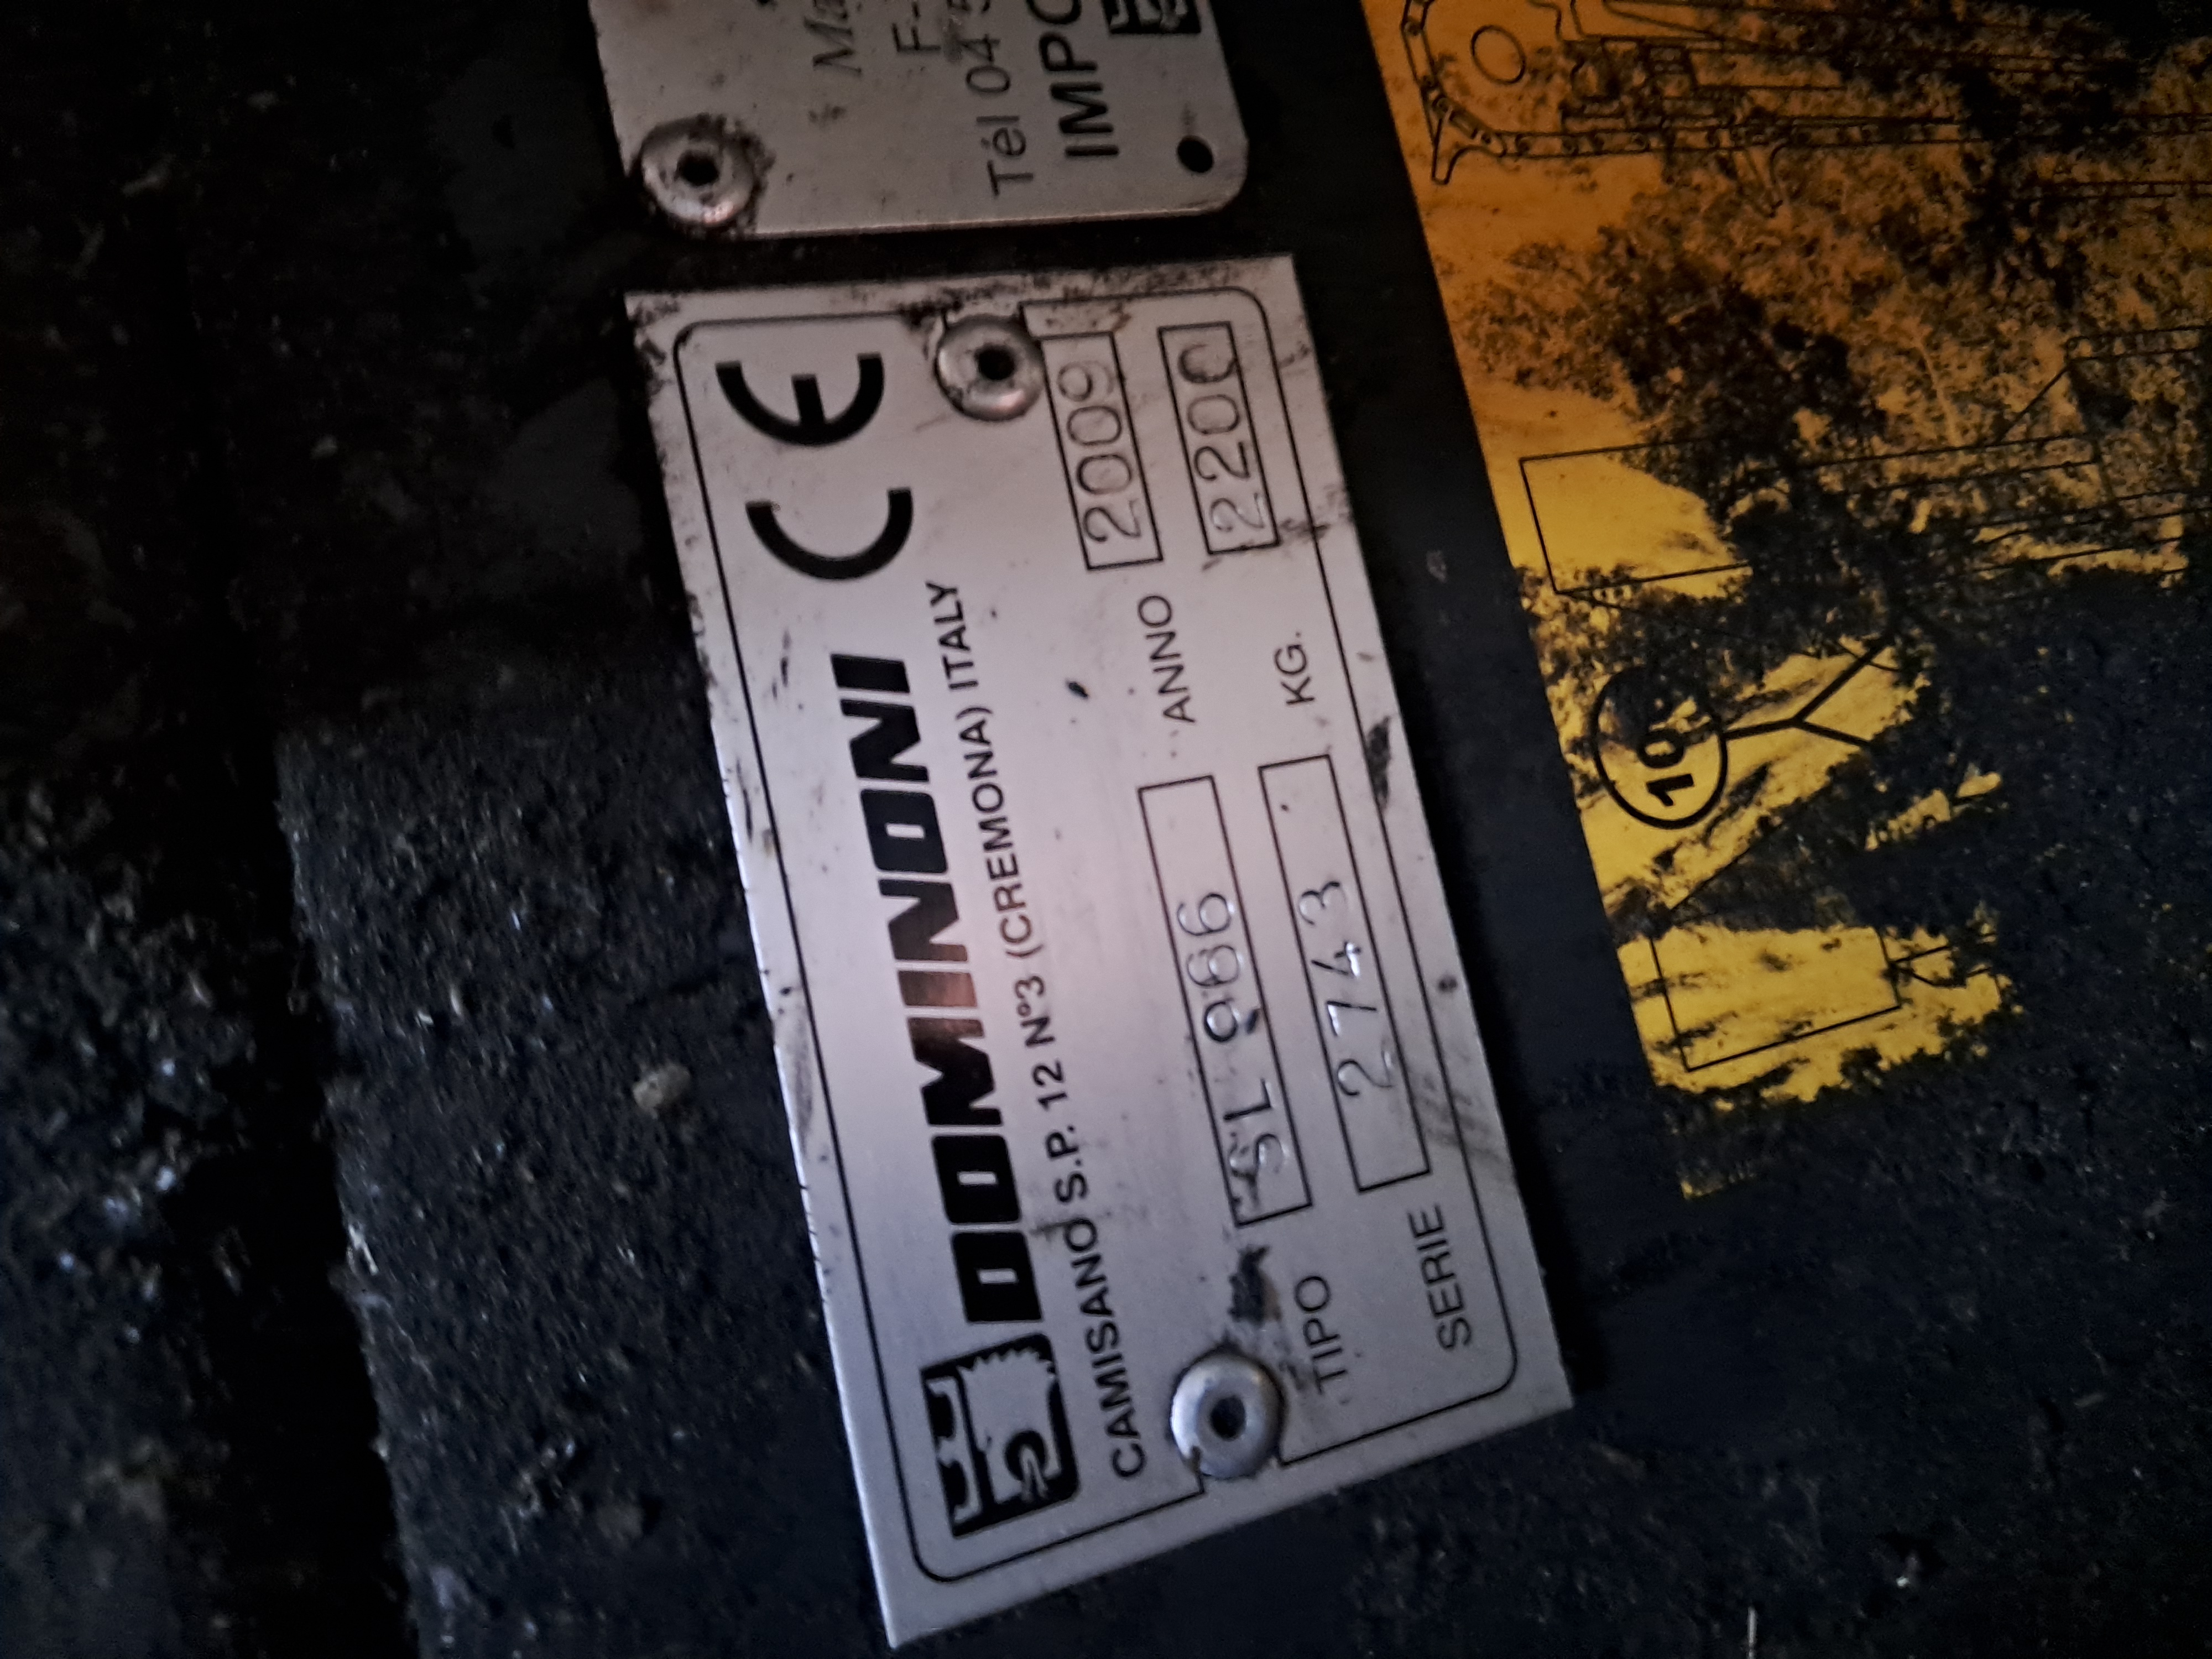 Tél 04
IMPO
CE
DOMINONI
CAMISANO S.P. 12 N°3 (CREMONA) ITALY
TIPO SL 966 ANNO 2009
SERIE 2743 KG. 2200
10